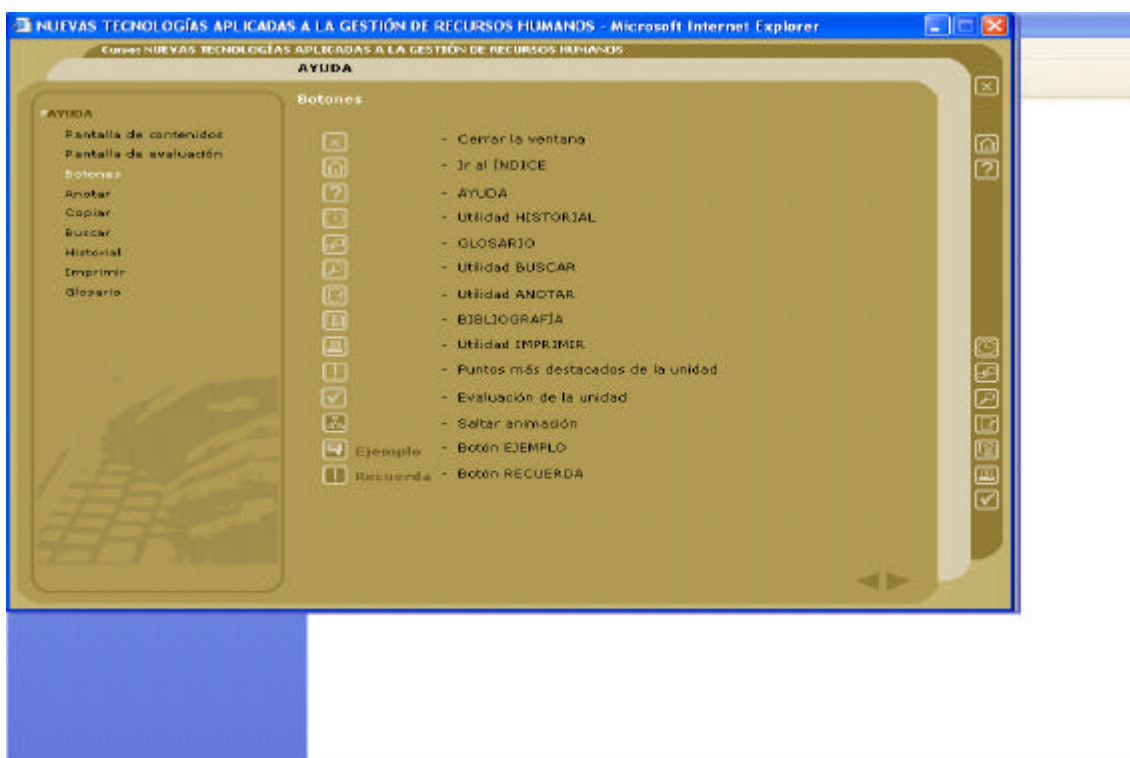 NUEVAS TECNOLOGÍAS APLICADAS A LA GESTIÓN DE RECURSOS HUMANOS - Microsoft Internet Explorer
Curso: NUEVAS TECNOLOGÍAS APLICADAS A LA GESTIÓN DE RECURSOS HUMANOS
AYUDA
AYUDA
Pantalla de contenidos
Pantalla de evaluación
Botones
Anotar
Copiar
Buscar
Historial
Imprimir
Glosario
Botones
- Cerrar la ventana
- Ir al ÍNDICE
- AYUDA
- Utilidad HISTORIAL
- GLOSARIO
- Utilidad BUSCAR
- Utilidad ANOTAR
- BIBLIOGRAFÍA
- Utilidad IMPRIMIR
- Puntos más destacados de la unidad
- Evaluación de la unidad
- Saltar animación
Ejemplo - Botón EJEMPLO
Recuerda - Botón RECUERDA